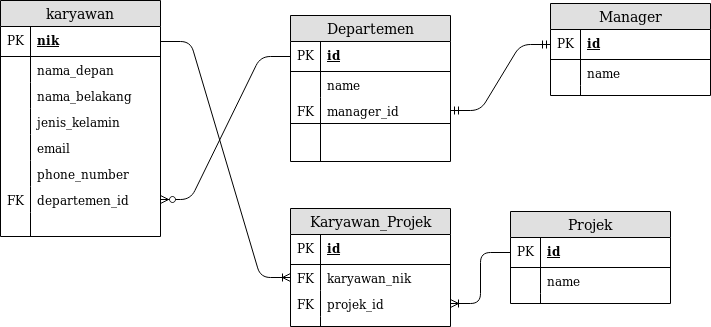 karyawan
PK nik
nama_depan
nama_belakang
jenis_kelamin
email
phone_number
FK departemen_id
Departemen
PK id
name
FK manager_id
Manager
PK id
name
Karyawan_Projek
PK id
FK karyawan_nik
FK projek_id
Projek
PK id
name